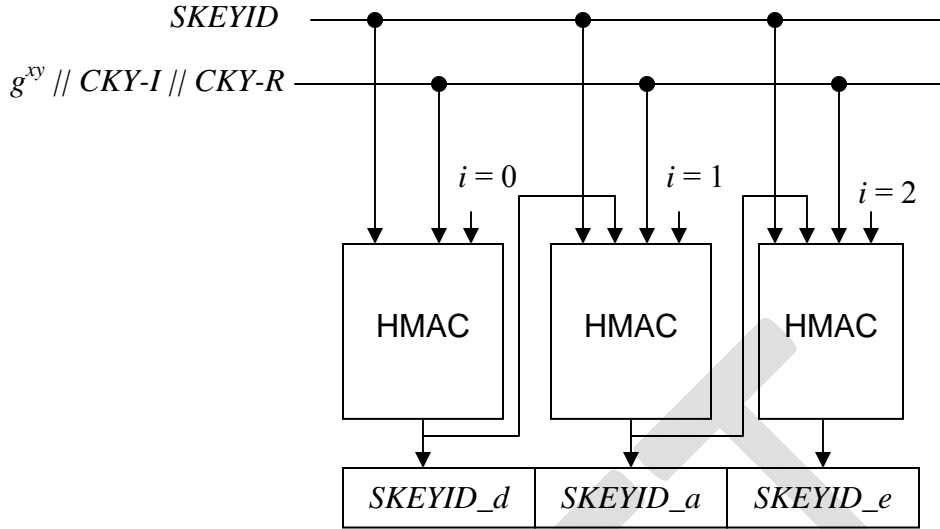 SKEYID
g^xy // CKY-I // CKY-R
i = 0
i = 1
i = 2
HMAC
HMAC
HMAC
SKEYID_d
SKEYID_a
SKEYID_e